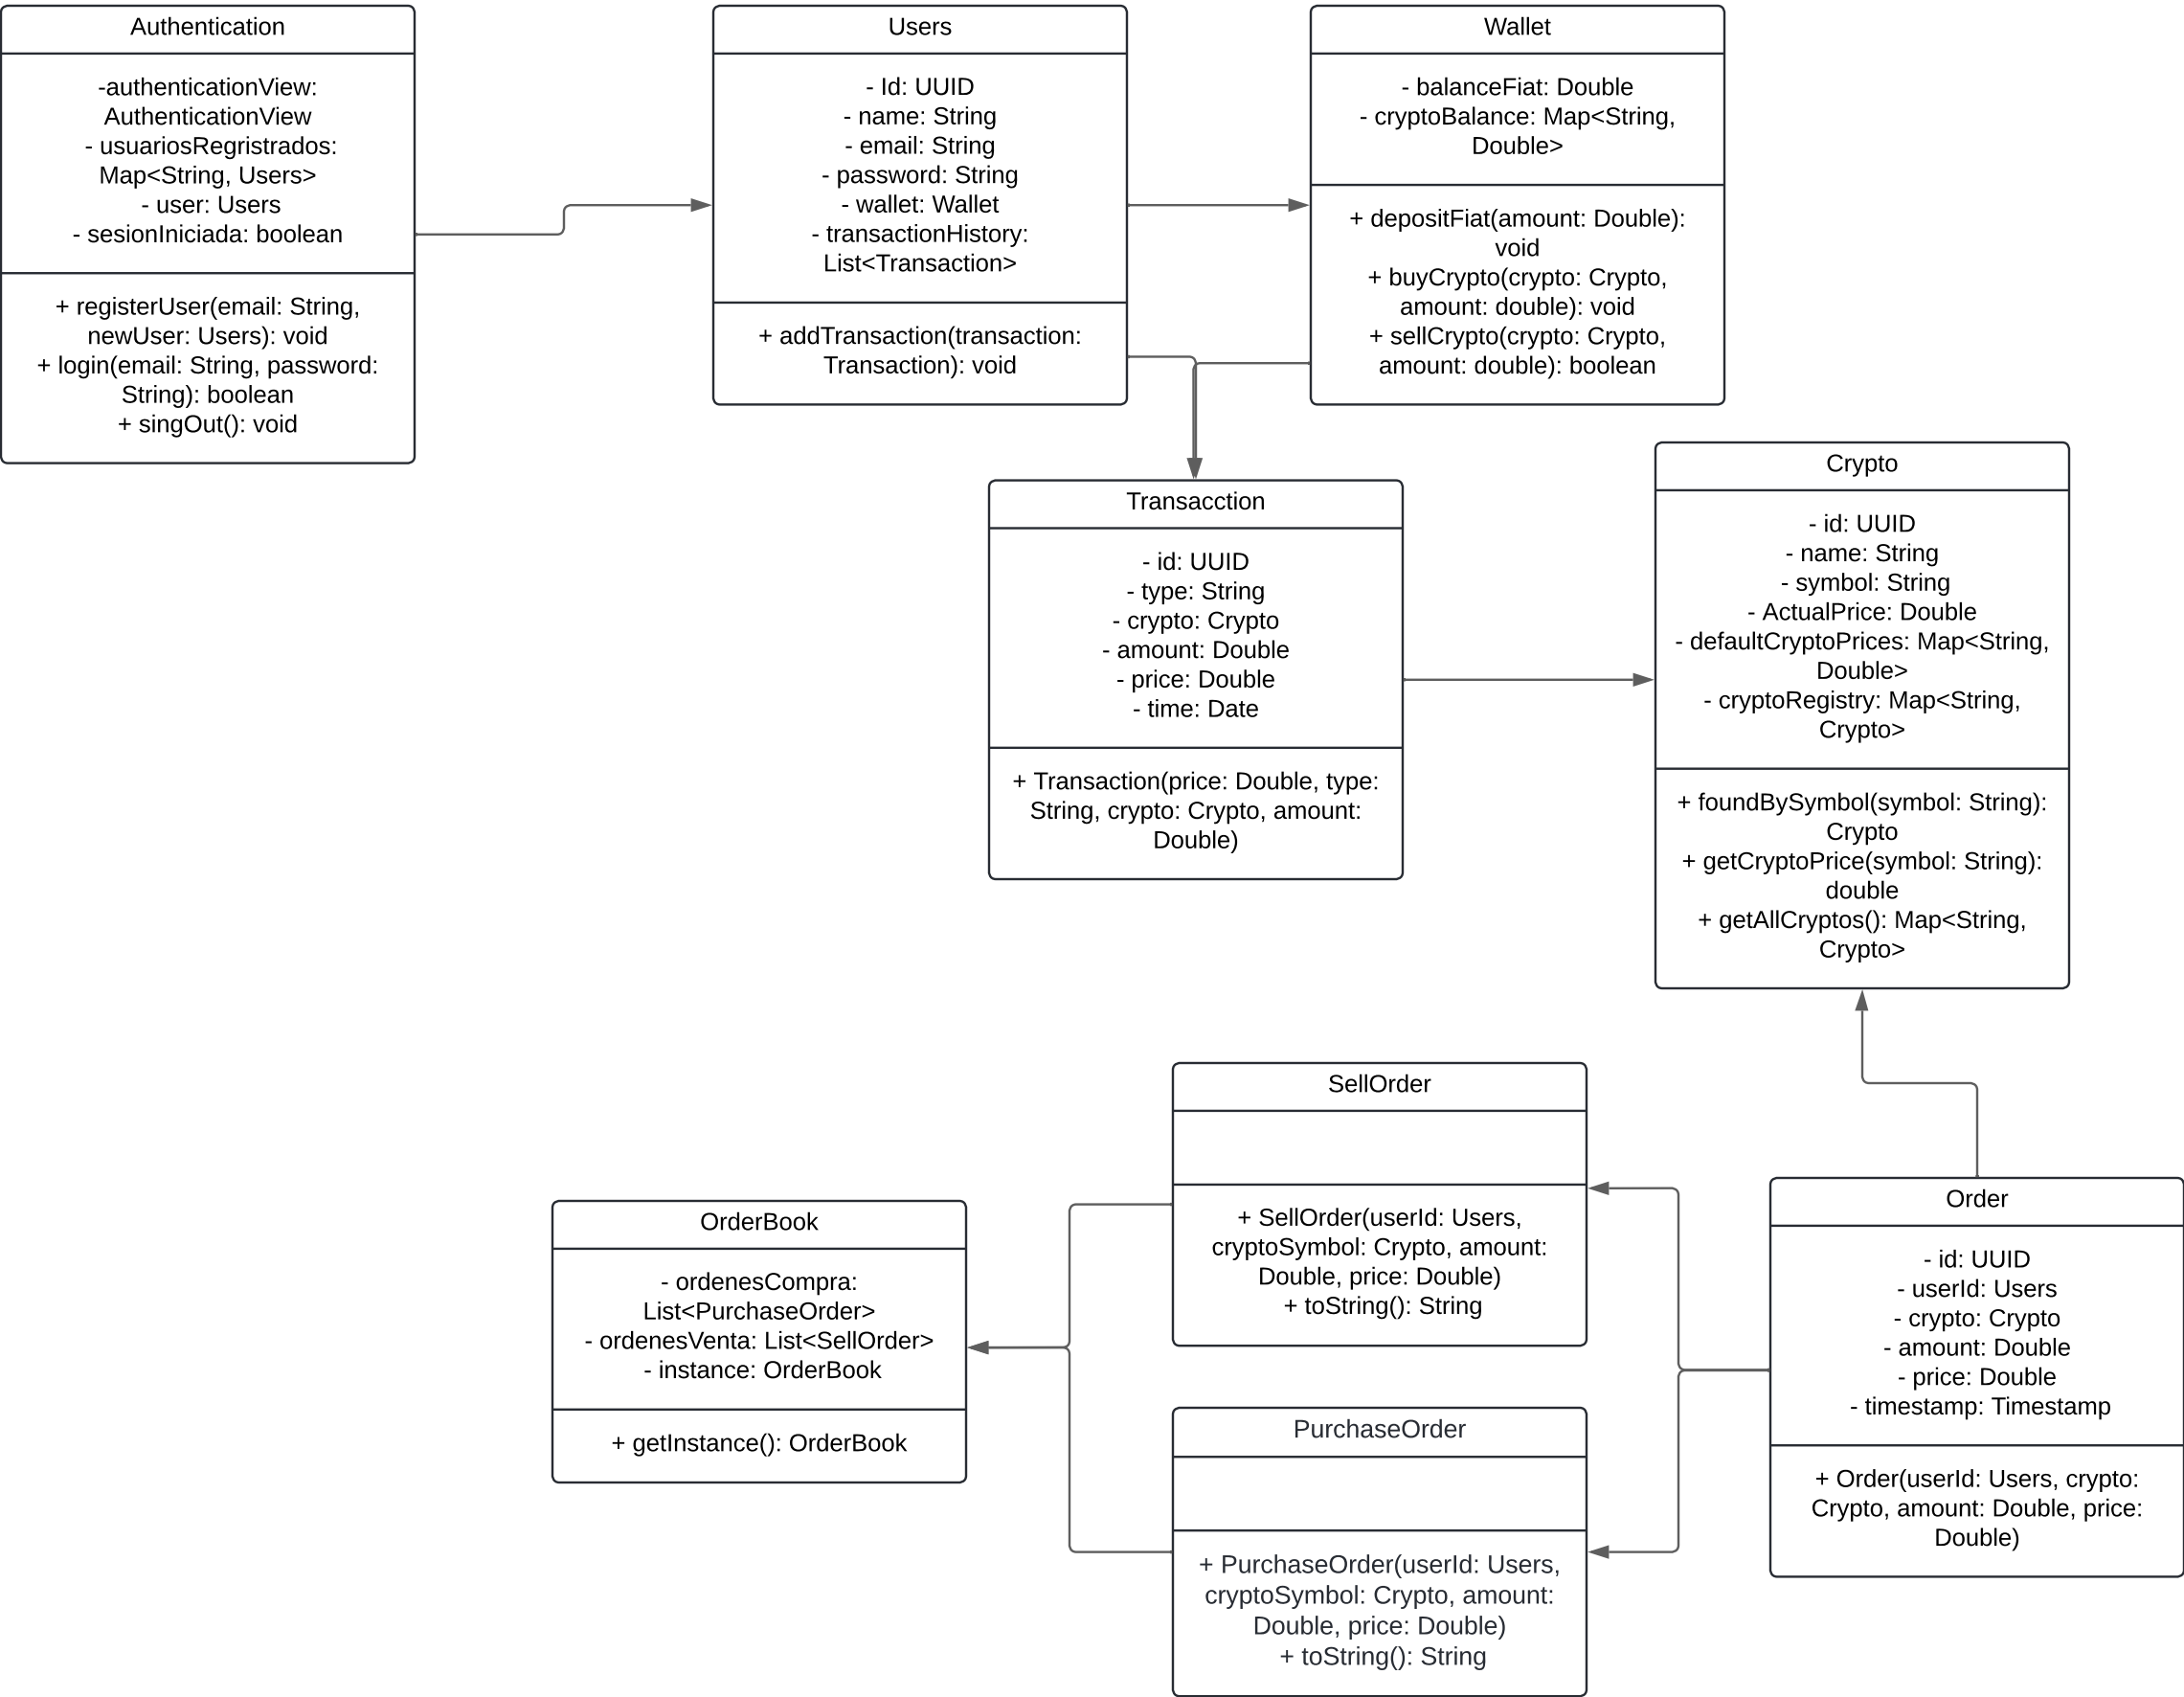 Authentication
-authenticationView:
AuthenticationView
- usuariosRegristrados:
Map<String, Users>
- user: Users
- sesionIniciada: boolean
+ registerUser(email: String,
newUser: Users): void
+ login(email: String, password:
String): boolean
+ singOut(): void
Users
- Id: UUID
- name: String
- email: String
- password: String
- wallet: Wallet
- transactionHistory:
List<Transaction>
+ addTransaction(transaction:
Transaction): void
Wallet
- balanceFiat: Double
- cryptoBalance: Map<String,
Double>
+ depositFiat(amount: Double):
void
+ buyCrypto(crypto: Crypto,
amount: double): void
+ sellCrypto(crypto: Crypto,
amount: double): boolean
Transacction
- id: UUID
- type: String
- crypto: Crypto
- amount: Double
- price: Double
- time: Date
+ Transaction(price: Double, type:
String, crypto: Crypto, amount:
Double)
Crypto
- id: UUID
- name: String
- symbol: String
- ActualPrice: Double
- defaultCryptoPrices: Map<String,
Double>
- cryptoRegistry: Map<String,
Crypto>
+ foundBySymbol(symbol: String):
Crypto
+ getCryptoPrice(symbol: String):
double
+ getAllCryptos(): Map<String,
Crypto>
SellOrder
+ SellOrder(userId: Users,
cryptoSymbol: Crypto, amount:
Double, price: Double)
+ toString(): String
OrderBook
- ordenesCompra:
List<PurchaseOrder>
- ordenesVenta: List<SellOrder>
- instance: OrderBook
+ getInstance(): OrderBook
PurchaseOrder
+ PurchaseOrder(userId: Users,
cryptoSymbol: Crypto, amount:
Double, price: Double)
+ toString(): String
Order
- id: UUID
- userId: Users
- crypto: Crypto
- amount: Double
- price: Double
- timestamp: Timestamp
+ Order(userId: Users, crypto:
Crypto, amount: Double, price:
Double)